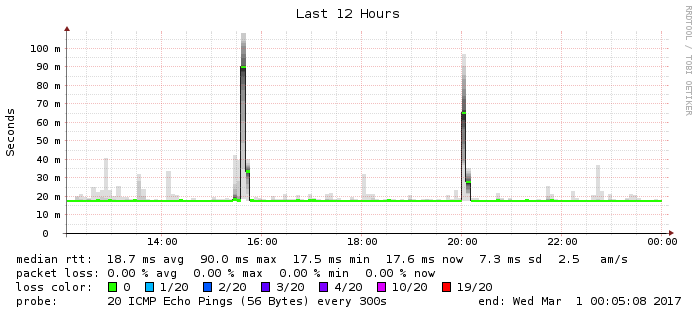 Last 12 Hours
RRDTOOL / TOBI OETIKER
Seconds
100 m
90 m
80 m
70 m
60 m
50 m
40 m
30 m
20 m
10 m
0
14:00 16:00 18:00 20:00 22:00 00:00
median rtt: 18.7 ms avg 90.0 ms max 17.5 ms min 17.6 ms now 7.3 ms sd 2.5 am/s
packet loss: 0.00 % avg 0.00 % max 0.00 % min 0.00 % now
loss color: 0 1/20 2/20 3/20 4/20 10/20 19/20
probe: 20 ICMP Echo Pings (56 Bytes) every 300s end: Wed Mar 1 00:05:08 2017